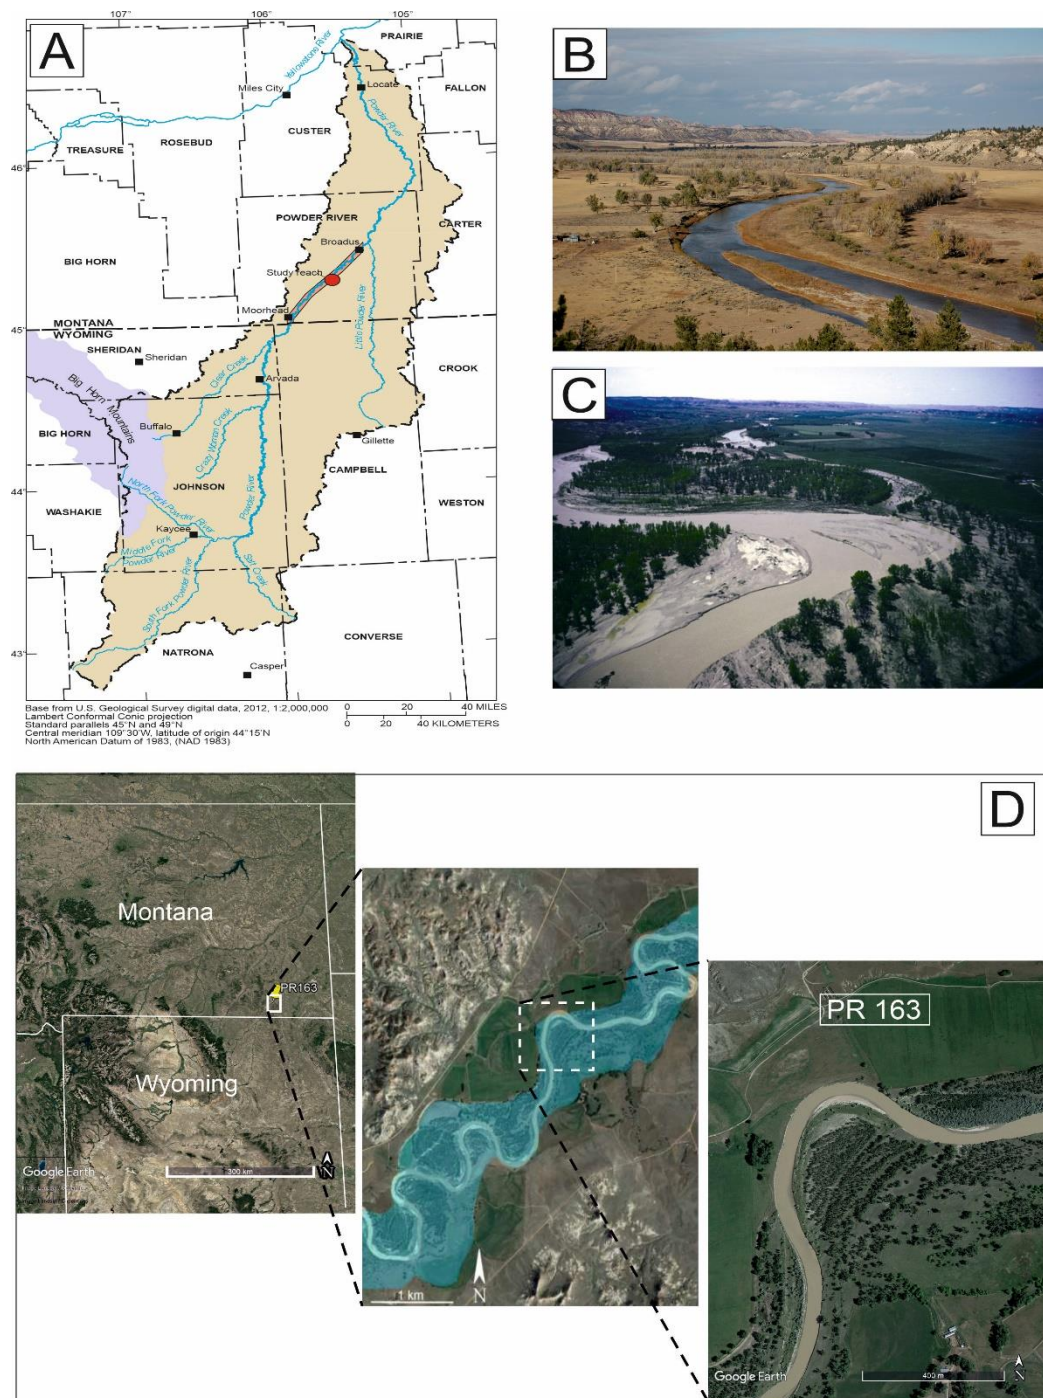 A
107°
106°
105°
PRAIRIE
Yellowstone River
Miles City
Locate
FALLON
CUSTER
Powder River
TREASURE
ROSEBUD
46°
POWDER RIVER
CARTER
Broadus
BIG HORN
Study reach
Moorhead
Little Powder River
45°
MONTANA
WYOMING
SHERIDAN
Sheridan
CROOK
Clear Creek
Arvada
Big Horn Mountains
Buffalo
BIG HORN
Crazy Woman Creek
Gillette
CAMPBELL
JOHNSON
Powder River
WESTON
44°
WASHAKIE
North Fork Powder River
Kaycee
Middle Fork
Powder River
Salt Creek
South Fork Powder River
CONVERSE
43°
NATRONA
Casper
Base from U.S. Geological Survey digital data, 2012, 1:2,000,000
Lambert Conformal Conic projection
Standard parallels 45°N and 49°N
Central meridian 109°30'W, latitude of origin 44°15'N
North American Datum of 1983, (NAD 1983)
0 20 40 MILES
0 20 40 KILOMETERS
B
C
D
Montana
PR163
Wyoming
Google Earth
300 km
N
1 km
N
PR 163
Google Earth
400 m
N